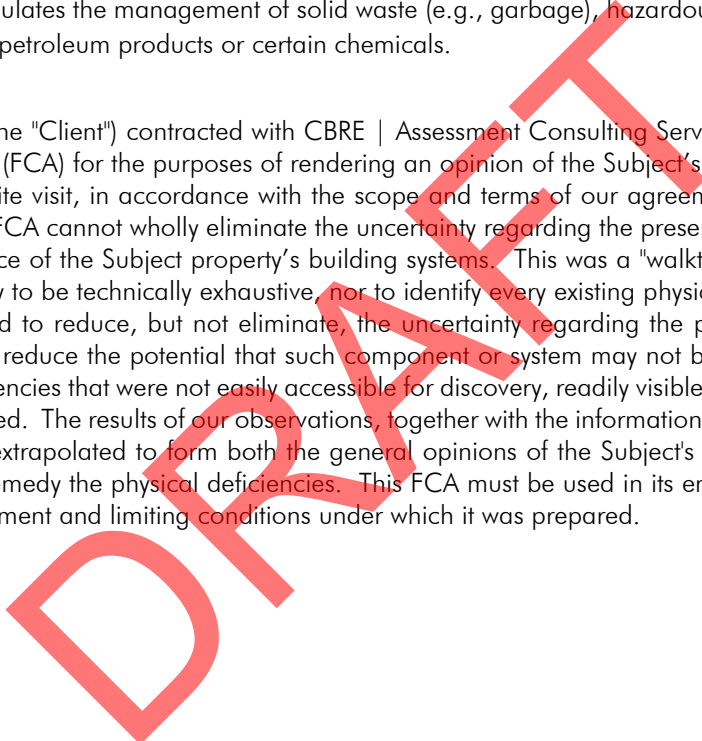 ulates the management of solid waste (e.g., garbage), hazardou
petroleum products or certain chemicals.
he "Client") contracted with CBRE | Assessment Consulting Serv
(FCA) for the purposes of rendering an opinion of the Subject's
ite visit, in accordance with the scope and terms of our agreem
FCA cannot wholly eliminate the uncertainty regarding the presen
ce of the Subject property's building systems.  This was a "walkt
y to be technically exhaustive, nor to identify every existing physic
d to reduce, but not eliminate, the uncertainty regarding the p
reduce the potential that such component or system may not b
encies that were not easily accessible for discovery, readily visible
ed.  The results of our observations, together with the information
extrapolated to form both the general opinions of the Subject's
emedy the physical deficiencies.  This FCA must be used in its en
ment and limiting conditions under which it was prepared.
DRAFT